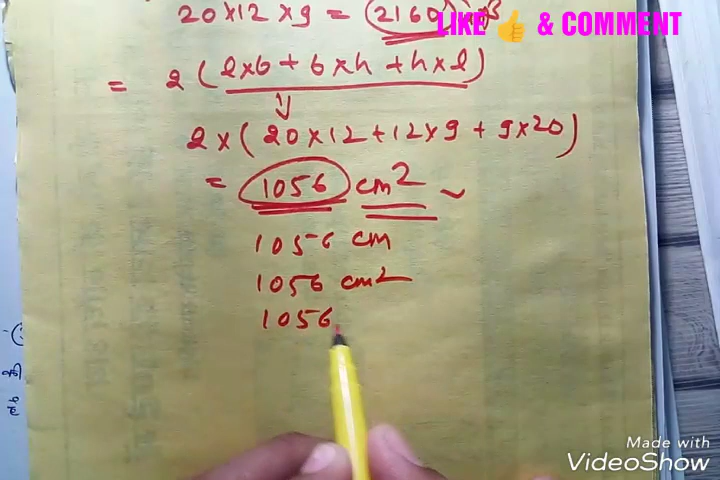 20×12×9 = 2160
LIKE 👍 & COMMENT
= 2 (l×b + b×h + h×l)
2×(20×12+12×9+9×20)
= 1056 cm2
1056 cm
1056 cm2
1056
Made with
VideoShow